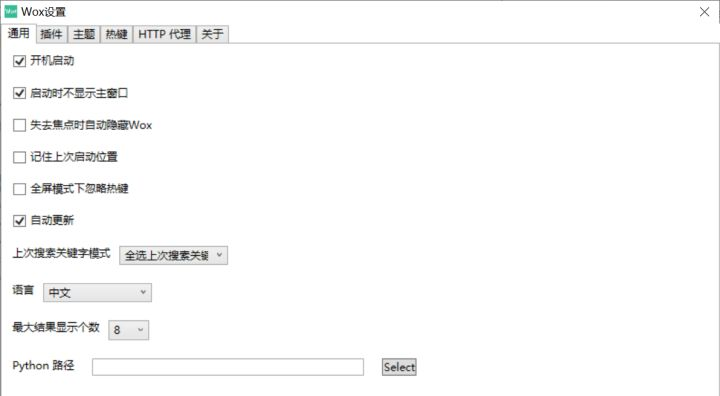 Wox设置
通用 插件 主题 热键 HTTP 代理 关于
开机启动
启动时不显示主窗口
失去焦点时自动隐藏Wox
记住上次启动位置
全屏模式下忽略热键
自动更新
上次搜索关键字模式 全选上次搜索关键
语言 中文
最大结果显示个数 8
Python 路径 Select